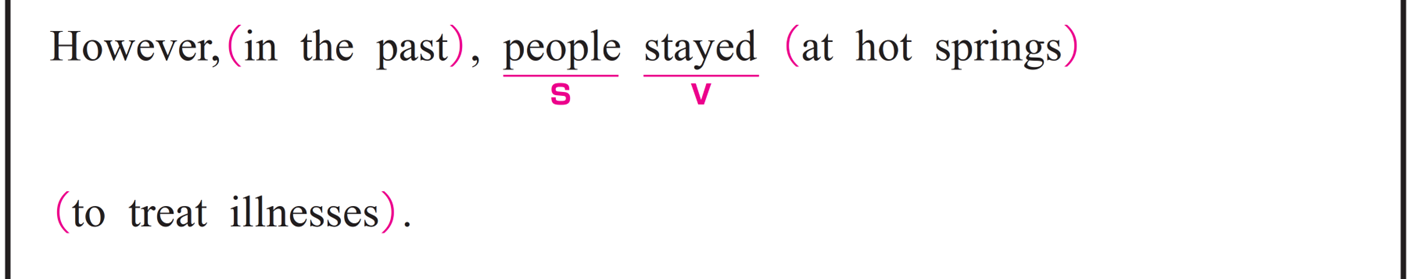 However, (in the past), people stayed (at hot springs)
S V
(to treat illnesses).